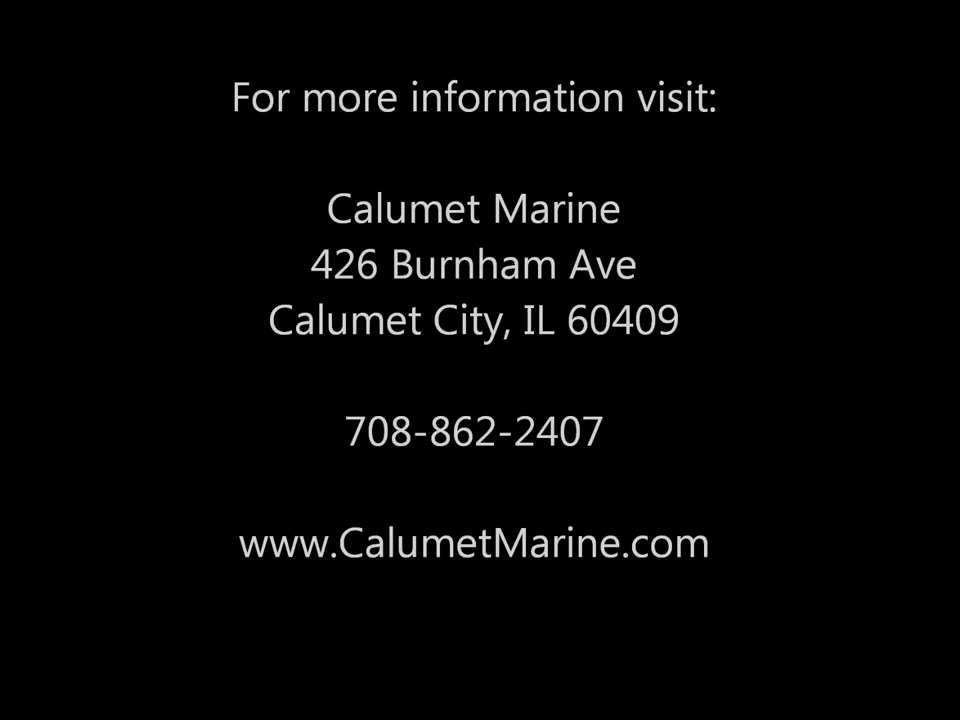 For more information visit:
Calumet Marine
426 Burnham Ave
Calumet City, IL 60409
708-862-2407
www.CalumetMarine.com